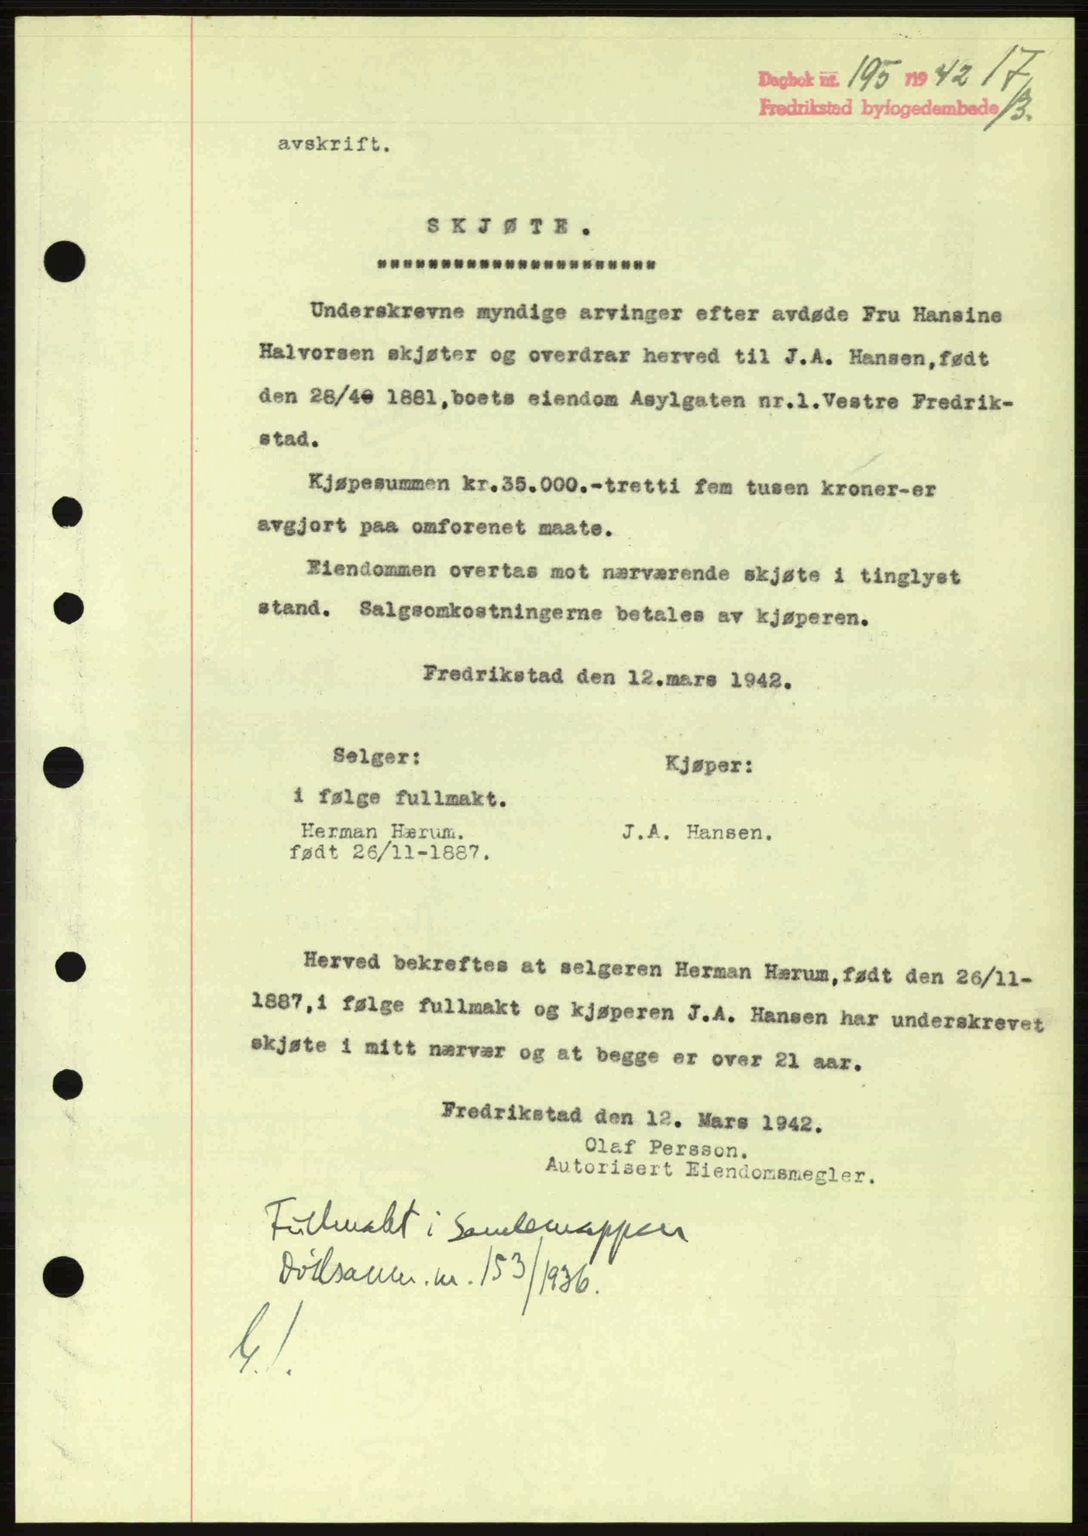 Dagbok nr. 195 /19 42 17/3.
Fredrikstad byfogedembede
avskrift.
S K J Ø T E .
""""""""""""""""""""""
Underskrevne myndige arvinger efter avdøde Fru Hansine
Halvorsen skjøter og overdrar herved til J.A. Hansen,født
den 28/4 1881,boets eiendom Asylgaten nr.1.Vestre Fredrik-
stad.
Kjøpesummen kr.35.000.-tretti fem tusen kroner-er
avgjort paa omforenet maate.
Eiendommen overtas mot nærværende skjøte i tinglyst
stand. Salgsomkostningerne betales av kjøperen.
Fredrikstad den 12.mars 1942.
Selger:
Kjøper:
i følge fullmakt.
Herman Hærum.
J.A. Hansen.
født 26/11-1887.
Herved bekreftes at selgeren Herman Hærum,født den 26/11-
1887,i følge fullmakt og kjøperen J.A. Hansen har underskrevet
skjøte i mitt nærvær og at begge er over 21 aar.
Fredrikstad den 12. Mars 1942.
Olaf Persson.
Autorisert Eiendomsmegler.
Fullmakt i
nr. 153/1936.